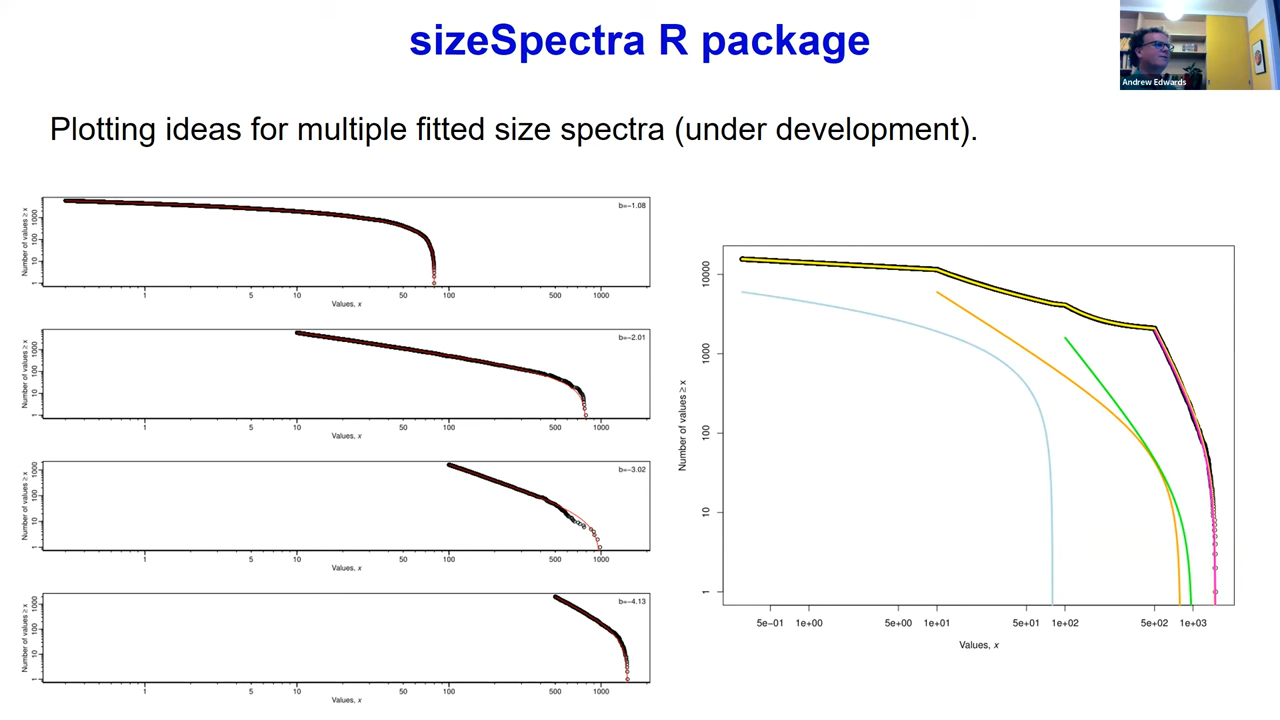 sizeSpectra R package
Andrew Edwards
Plotting ideas for multiple fitted size spectra (under development).
b=−1.08
Number of values ≥ x
1 10 100 1000
1 5 10 50 100 500 1000
Values, x
b=−2.01
Number of values ≥ x
1 10 100 1000
1 5 10 50 100 500 1000
Values, x
b=−3.02
Number of values ≥ x
1 10 100 1000
1 5 10 50 100 500 1000
Values, x
b=−4.13
Number of values ≥ x
1 10 100 1000
1 5 10 50 100 500 1000
Values, x
Number of values ≥ x
1 10 100 1000 10000
5e−01 1e+00 5e+00 1e+01 5e+01 1e+02 5e+02 1e+03
Values, x